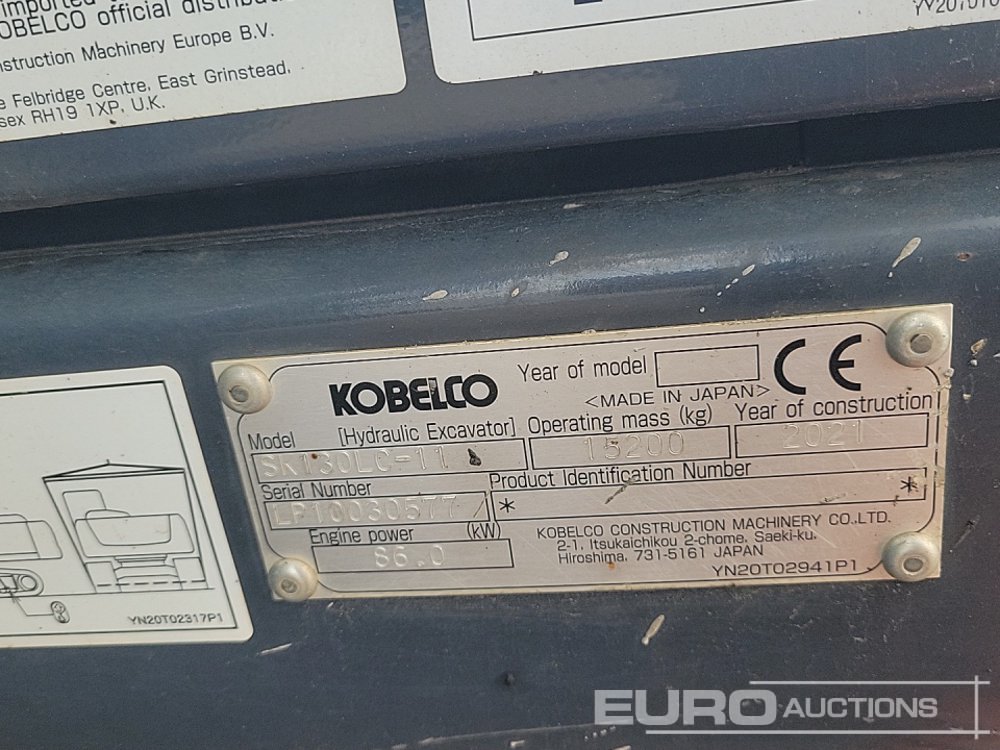 imported
KOBELCO official distribut
nstruction Machinery Europe B.V.
e Felbridge Centre, East Grinstead,
sex RH19 1XP, U.K.
KOBELCO
Year of model
CE
<MADE IN JAPAN>
Model [Hydraulic Excavator] Operating mass (kg) Year of construction
SK130LC-11 15200 2021
Serial Number Product Identification Number
LP10030577 * *
Engine power (kW)
86.0
KOBELCO CONSTRUCTION MACHINERY CO.,LTD.
2-1, Itsukaichikou 2-chome, Saeki-ku,
Hiroshima, 731-5161 JAPAN
YN20T02941P1
YN20T02317P1
EURO AUCTIONS